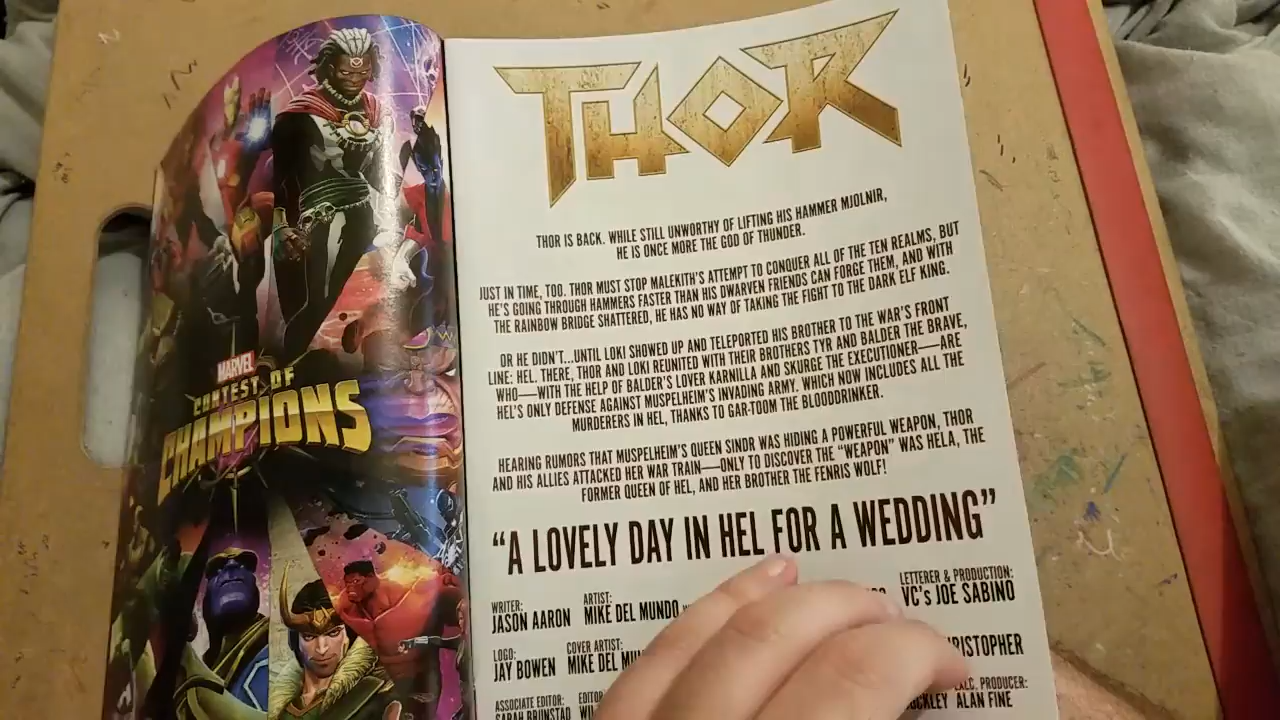 MARVEL
CONTEST OF
CHAMPIONS
THOR
THOR IS BACK. WHILE STILL UNWORTHY OF LIFTING HIS HAMMER MJOLNIR,
HE IS ONCE MORE THE GOD OF THUNDER.
JUST IN TIME, TOO. THOR MUST STOP MALEKITH'S ATTEMPT TO CONQUER ALL OF THE TEN REALMS, BUT
HE'S GOING THROUGH HAMMERS FASTER THAN HIS DWARVEN FRIENDS CAN FORGE THEM, AND WITH
THE RAINBOW BRIDGE SHATTERED, HE HAS NO WAY OF TAKING THE FIGHT TO THE DARK ELF KING.
OR HE DIDN'T...UNTIL LOKI SHOWED UP AND TELEPORTED HIS BROTHER TO THE WAR'S FRONT
LINE: HEL. THERE, THOR AND LOKI REUNITED WITH THEIR BROTHERS TYR AND BALDER THE BRAVE,
WHO—WITH THE HELP OF BALDER'S LOVER KARNILLA AND SKURGE THE EXECUTIONER—ARE
HEL'S ONLY DEFENSE AGAINST MUSPELHEIM'S INVADING ARMY. WHICH NOW INCLUDES ALL THE
MURDERERS IN HEL, THANKS TO GAR-TOOM THE BLOODDRINKER.
HEARING RUMORS THAT MUSPELHEIM'S QUEEN SINDR WAS HIDING A POWERFUL WEAPON, THOR
AND HIS ALLIES ATTACKED HER WAR TRAIN—ONLY TO DISCOVER THE "WEAPON" WAS HELA, THE
FORMER QUEEN OF HEL, AND HER BROTHER THE FENRIS WOLF!
"A LOVELY DAY IN HEL FOR A WEDDING"
WRITER: ARTIST: LETTERER & PRODUCTION:
JASON AARON MIKE DEL MUNDO VC's JOE SABINO
LOGO: COVER ARTIST:
JAY BOWEN MIKE DEL
ASSOCIATE EDITOR: PRODUCER:
SARAH BRUNSTAD ALAN FINE